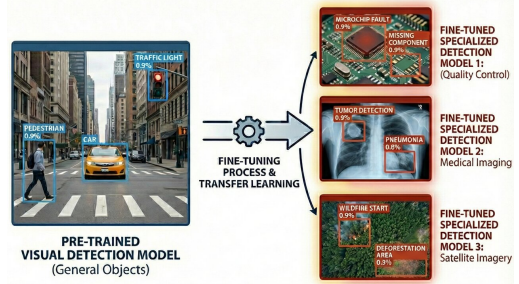 TRAFFIC LIGHT
0.9%
PEDESTRIAN
0.9%
CAR
PRE-TRAINED
VISUAL DETECTION MODEL
(General Objects)
FINE-TUNING
PROCESS &
TRANSFER LEARNING
MICROCHIP FAULT
0.9%
MISSING
COMPONENT
0.9%
FINE-TUNED
SPECIALIZED
DETECTION
MODEL 1:
(Quality Control)
TUMOR DETECTION
0.9%
PNEUMONIA
0.8%
FINE-TUNED
SPECIALIZED
DETECTION
MODEL 2:
Medical Imaging
WILDFIRE START
0.9%
DEFORESTATION
AREA
0.3%
FINE-TUNED
SPECIALIZED
DETECTION
MODEL 3:
Satellite Imagery